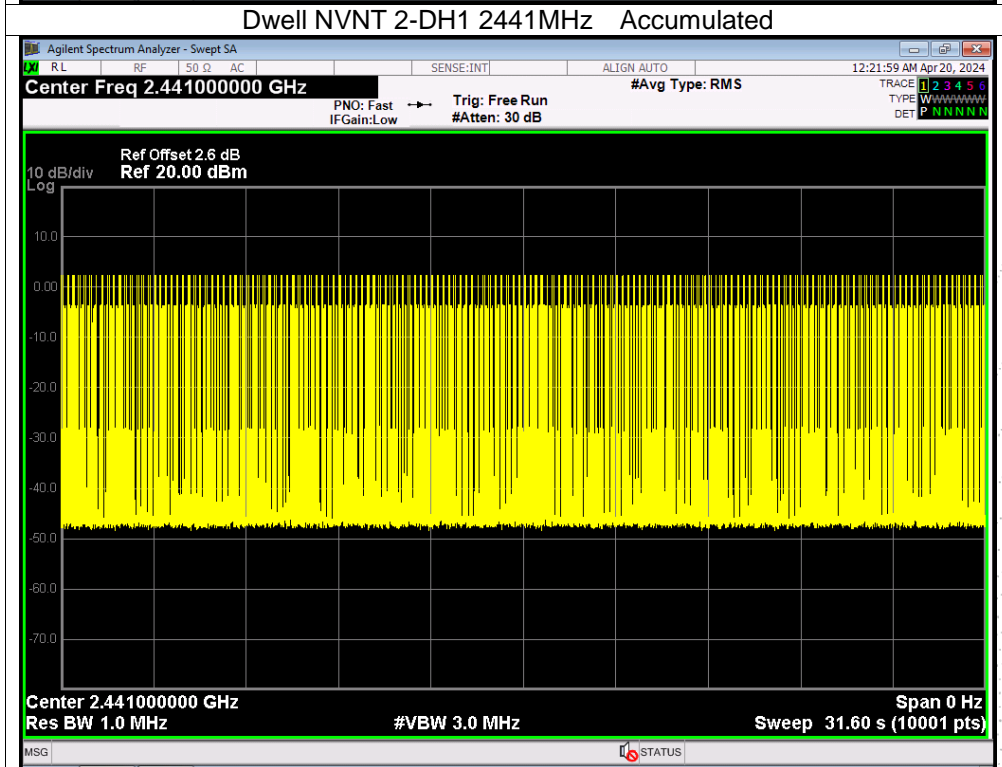 Dwell NVNT 2-DH1 2441MHz Accumulated
Agilent Spectrum Analyzer - Swept SA
LXI RL RF 50 Ω AC SENSE:INT ALIGN AUTO 12:21:59 AM Apr 20, 2024
Center Freq 2.441000000 GHz #Avg Type: RMS TRACE 1 2 3 4 5 6
PNO: Fast Trig: Free Run TYPE WWWWWW
IFGain:Low #Atten: 30 dB DET P N N N N N
Ref Offset 2.6 dB
10 dB/div Ref 20.00 dBm
Log
10.0
0.00
-10.0
-20.0
-30.0
-40.0
-50.0
-60.0
-70.0
Center 2.441000000 GHz Span 0 Hz
Res BW 1.0 MHz #VBW 3.0 MHz Sweep 31.60 s (10001 pts)
MSG STATUS